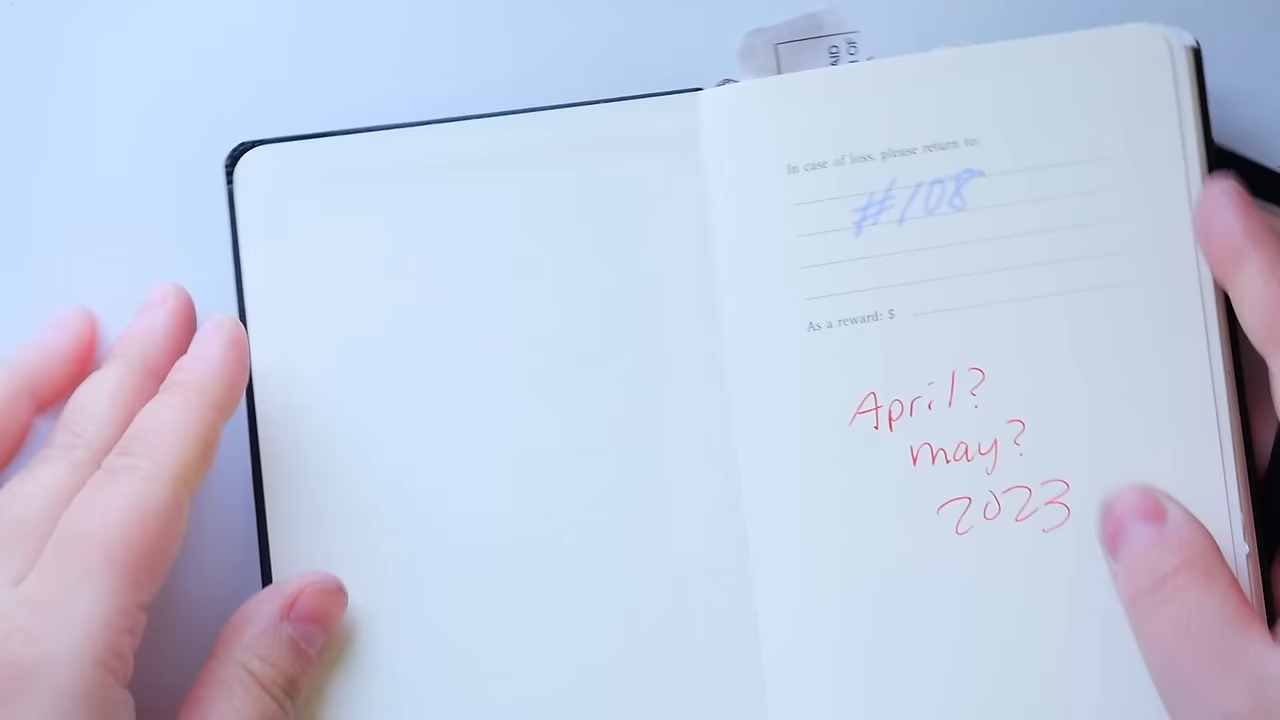 In case of loss, please return to:
#108
As a reward: $
April?
may?
2023